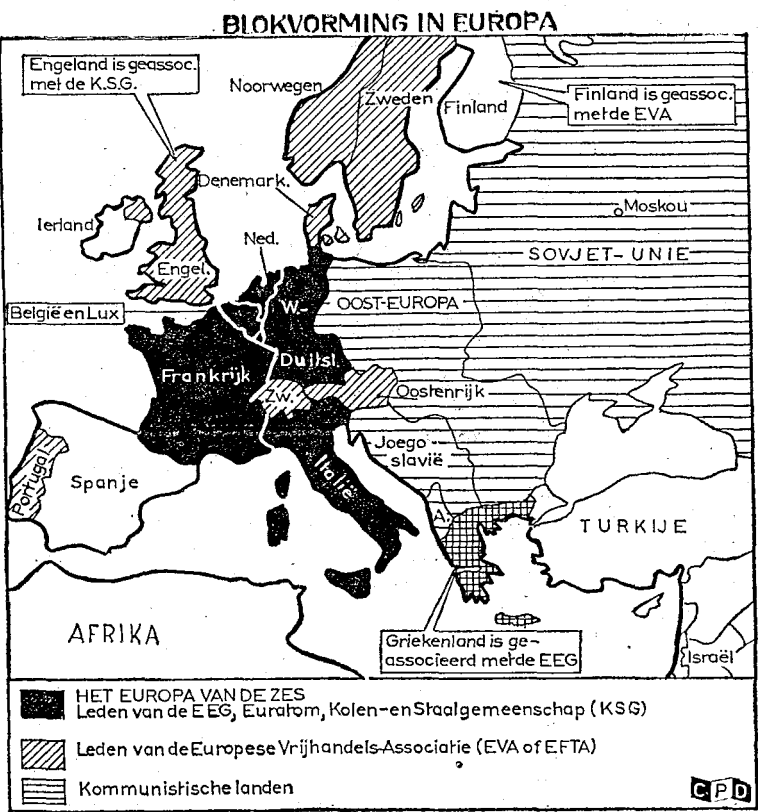 BLOKVORMING IN EUROPA
Engeland is geassoc.
met de K.S.G.
Noorwegen
Zweden
Finland
Finland is geassoc.
met de EVA
Denemark.
Ierland
Moskou
Ned.
Engel.
SOVJET-UNIE
België en Lux
W.-
OOST-EUROPA
Frankrijk
Duitsl.
Zw.
Oostenrijk
Joego
slavië
Portugal
Spanje
Italië
A.
TURKIJE
AFRIKA
Griekenland is ge-
associeerd met de EEG
Israël
HET EUROPA VAN DE ZES
Leden van de EEG, Euratom, Kolen-en Staalgemeenschap (KSG)
Leden van de Europese Vrijhandels-Associatie (EVA of EFTA)
Kommunistische landen
CPD